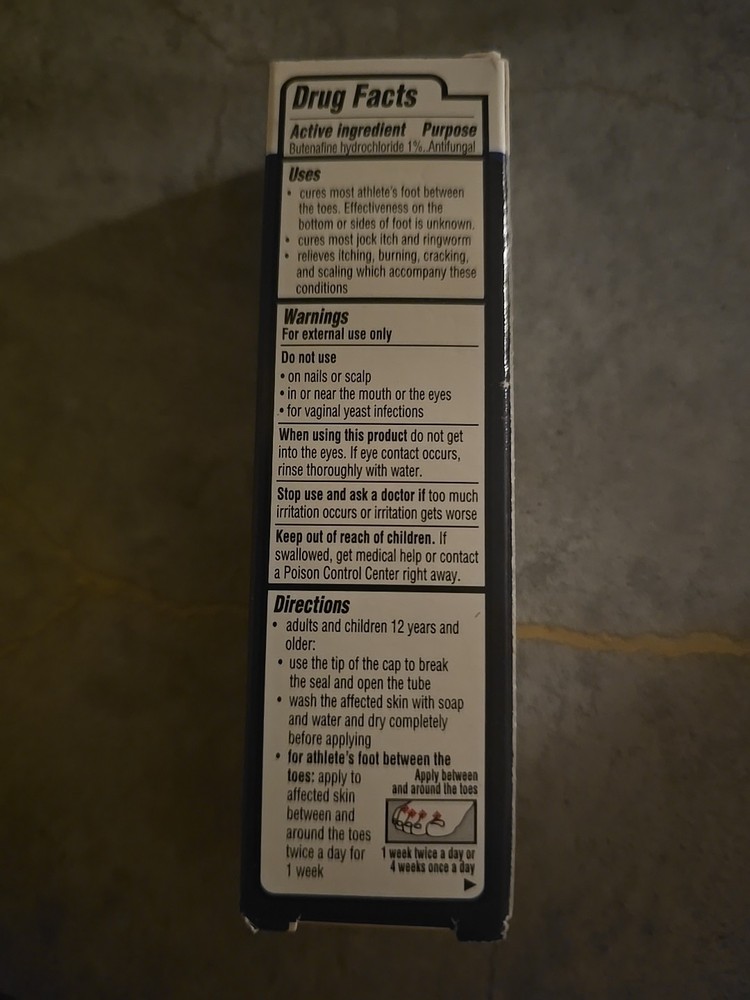 Drug Facts
Active ingredient Purpose
Butenafine hydrochloride 1%..Antifungal
Uses
• cures most athlete's foot between
the toes. Effectiveness on the
bottom or sides of foot is unknown.
• cures most jock itch and ringworm
• relieves itching, burning, cracking,
and scaling which accompany these
conditions
Warnings
For external use only
Do not use
• on nails or scalp
• in or near the mouth or the eyes
• for vaginal yeast infections
When using this product do not get
into the eyes. If eye contact occurs,
rinse thoroughly with water.
Stop use and ask a doctor if too much
irritation occurs or irritation gets worse
Keep out of reach of children. If
swallowed, get medical help or contact
a Poison Control Center right away.
Directions
• adults and children 12 years and
older:
• use the tip of the cap to break
the seal and open the tube
• wash the affected skin with soap
and water and dry completely
before applying
• for athlete's foot between the
toes: apply to
affected skin
between and
around the toes
twice a day for
1 week
Apply between
and around the toes
1 week twice a day or
4 weeks once a day